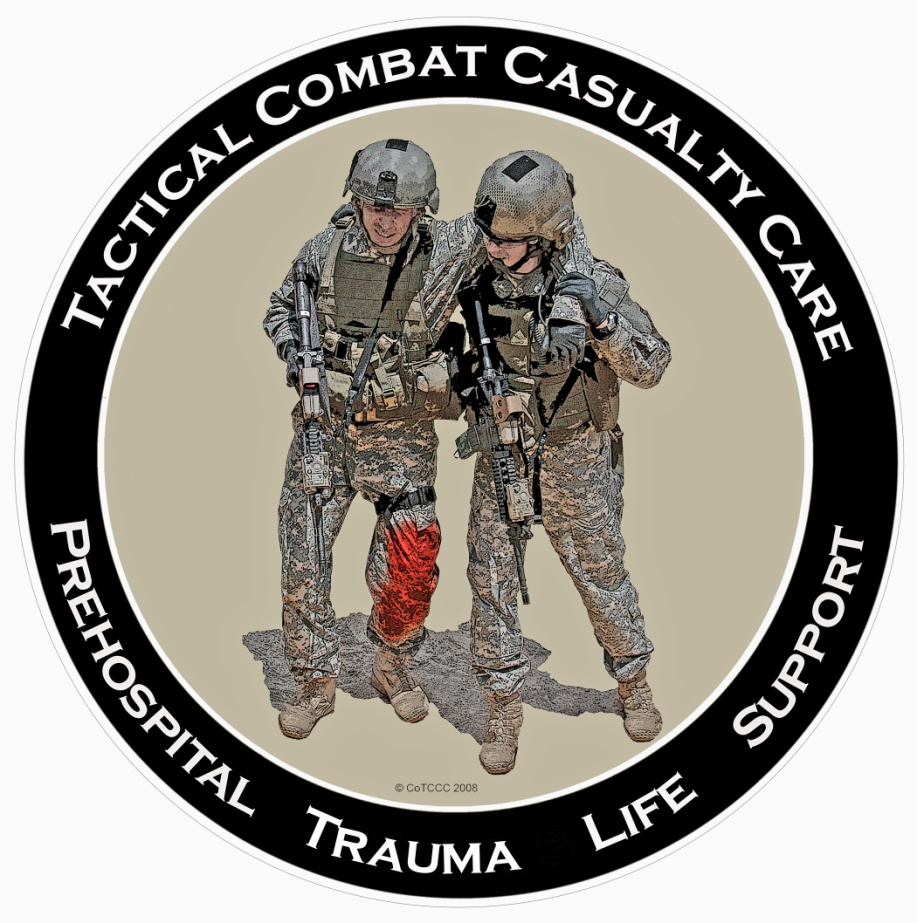 TACTICAL COMBAT CASUALTY CARE
PREHOSPITAL TRAUMA LIFE SUPPORT
© CoTCCC 2008